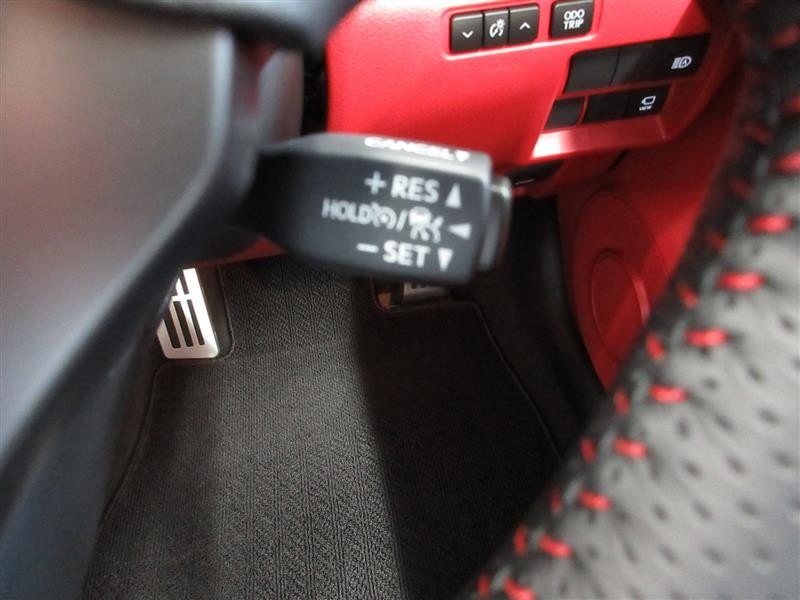 ODO
TRIP
VIEW
CANCEL
+ RES
HOLD /
− SET